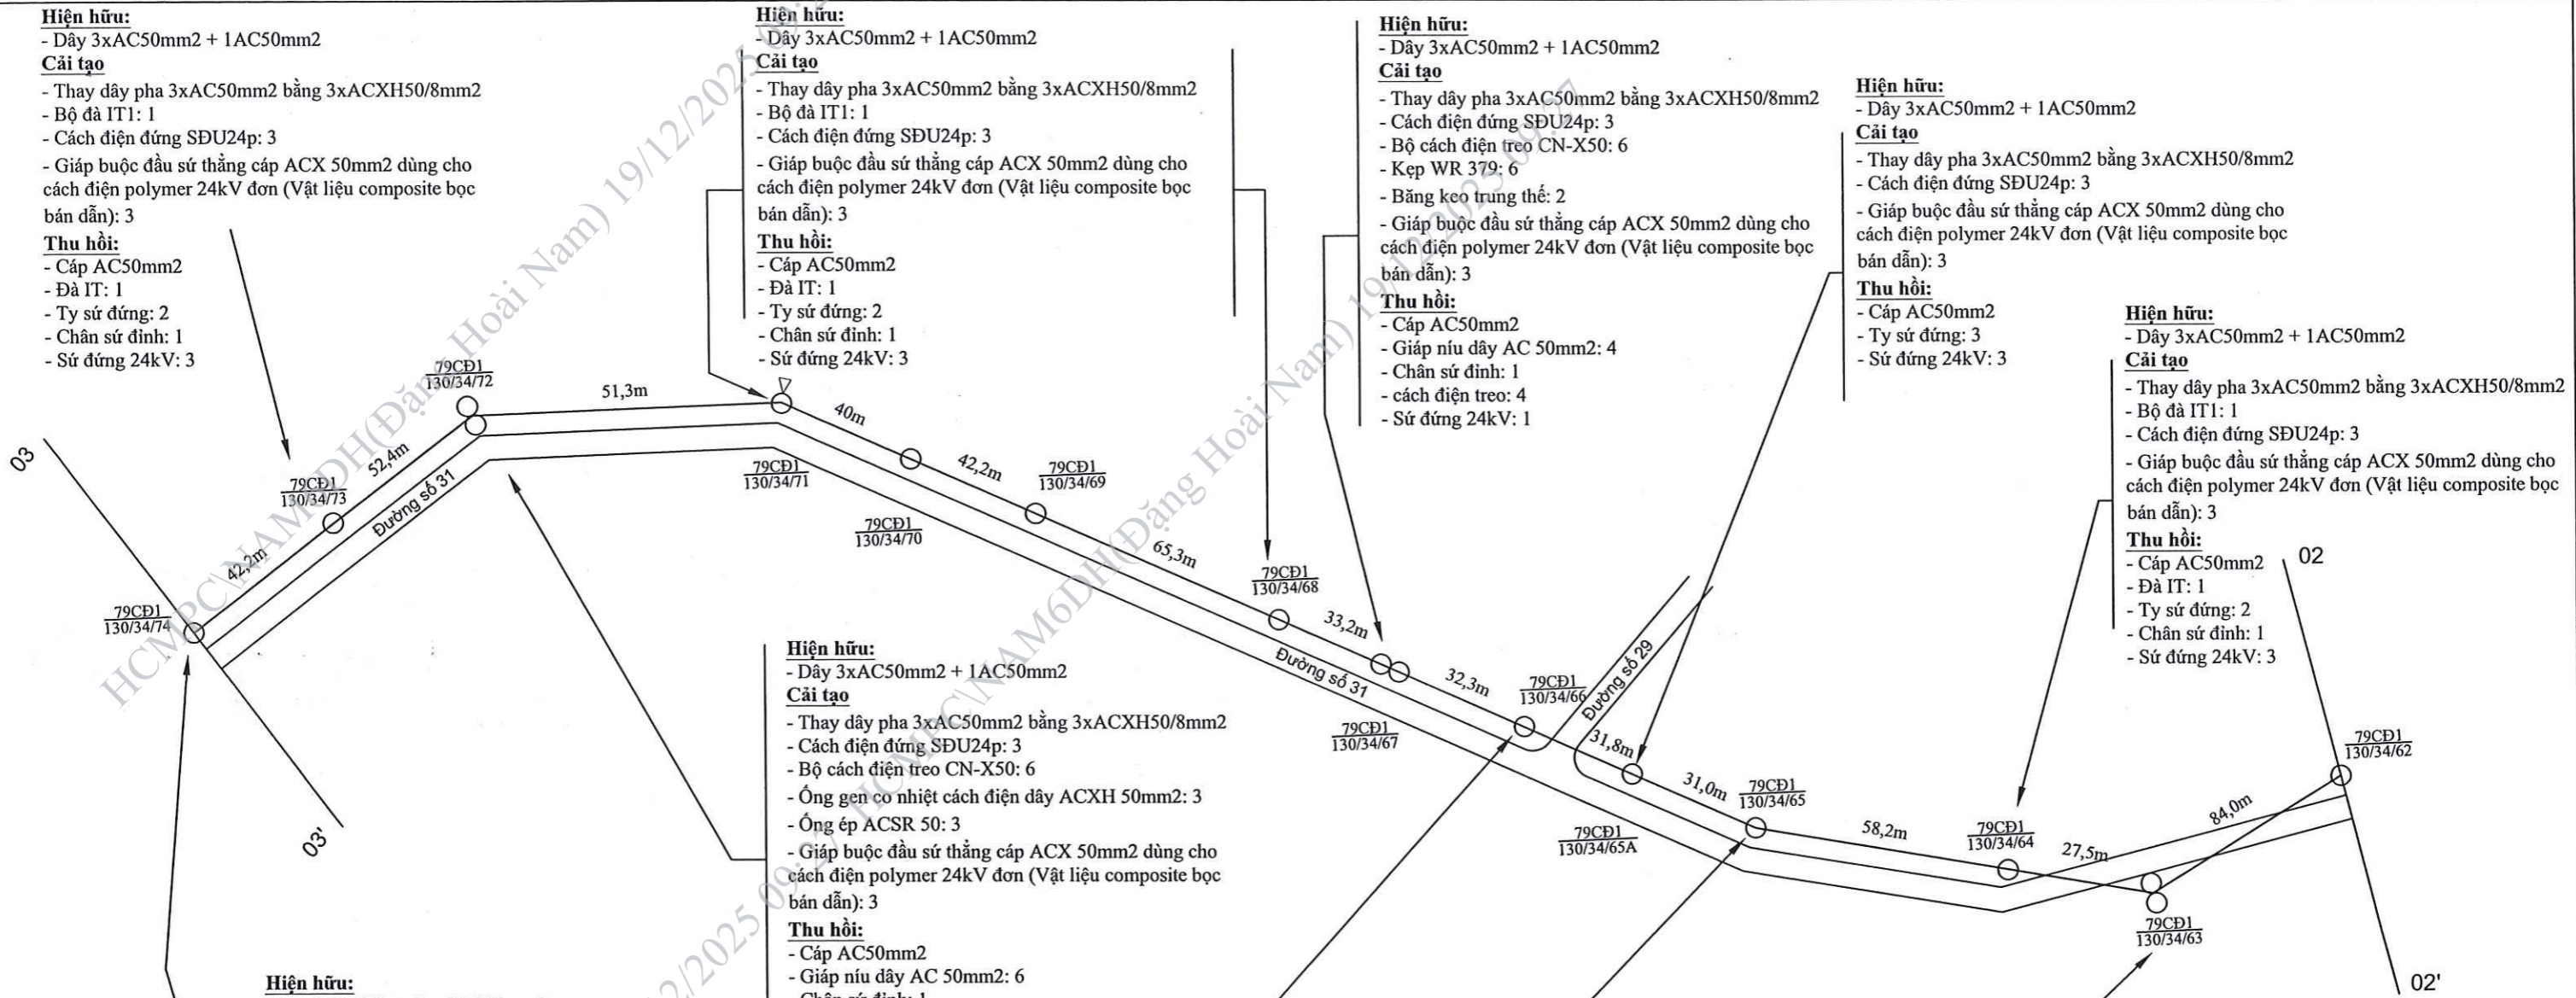 Hiện hữu:
- Dây 3xAC50mm2 + 1AC50mm2
Cải tạo
- Thay dây pha 3xAC50mm2 bằng 3xACXH50/8mm2
- Bộ đà IT1: 1
- Cách điện đứng SĐU24p: 3
- Giáp buộc đầu sứ thẳng cáp ACX 50mm2 dùng cho
cách điện polymer 24kV đơn (Vật liệu composite bọc
bán dẫn): 3
Thu hồi:
- Cáp AC50mm2
- Đà IT: 1
- Ty sứ đứng: 2
- Chân sứ đỉnh: 1
- Sứ đứng 24kV: 3
Hiện hữu:
- Dây 3xAC50mm2 + 1AC50mm2
Cải tạo
- Thay dây pha 3xAC50mm2 bằng 3xACXH50/8mm2
- Bộ đà IT1: 1
- Cách điện đứng SĐU24p: 3
- Giáp buộc đầu sứ thẳng cáp ACX 50mm2 dùng cho
cách điện polymer 24kV đơn (Vật liệu composite bọc
bán dẫn): 3
Thu hồi:
- Cáp AC50mm2
- Đà IT: 1
- Ty sứ đứng: 2
- Chân sứ đỉnh: 1
- Sứ đứng 24kV: 3
Hiện hữu:
- Dây 3xAC50mm2 + 1AC50mm2
Cải tạo
- Thay dây pha 3xAC50mm2 bằng 3xACXH50/8mm2
- Cách điện đứng SĐU24p: 3
- Bộ cách điện treo CN-X50: 6
- Kẹp WR 379: 6
- Băng keo trung thế: 2
- Giáp buộc đầu sứ thẳng cáp ACX 50mm2 dùng cho
cách điện polymer 24kV đơn (Vật liệu composite bọc
bán dẫn): 3
Thu hồi:
- Cáp AC50mm2
- Giáp níu dây AC 50mm2: 4
- Chân sứ đỉnh: 1
- cách điện treo: 4
- Sứ đứng 24kV: 1
Hiện hữu:
- Dây 3xAC50mm2 + 1AC50mm2
Cải tạo
- Thay dây pha 3xAC50mm2 bằng 3xACXH50/8mm2
- Cách điện đứng SĐU24p: 3
- Giáp buộc đầu sứ thẳng cáp ACX 50mm2 dùng cho
cách điện polymer 24kV đơn (Vật liệu composite bọc
bán dẫn): 3
Thu hồi:
- Cáp AC50mm2
- Ty sứ đứng: 3
- Sứ đứng 24kV: 3
Hiện hữu:
- Dây 3xAC50mm2 + 1AC50mm2
Cải tạo
- Thay dây pha 3xAC50mm2 bằng 3xACXH50/8mm2
- Bộ đà IT1: 1
- Cách điện đứng SĐU24p: 3
- Giáp buộc đầu sứ thẳng cáp ACX 50mm2 dùng cho
cách điện polymer 24kV đơn (Vật liệu composite bọc
bán dẫn): 3
Thu hồi:
- Cáp AC50mm2
- Đà IT: 1
- Ty sứ đứng: 2
- Chân sứ đỉnh: 1
- Sứ đứng 24kV: 3
03
03'
79CĐ1
130/34/74
42,2m
79CĐ1
130/34/73
52,4m
Đường số 31
79CĐ1
130/34/72
51,3m
79CĐ1
130/34/71
40m
79CĐ1
130/34/70
42,2m
79CĐ1
130/34/69
65,3m
79CĐ1
130/34/68
33,2m
Đường số 31
79CĐ1
130/34/67
32,3m
79CĐ1
130/34/66
Đường số 29
31,8m
79CĐ1
130/34/65A
31,0m
79CĐ1
130/34/65
58,2m
79CĐ1
130/34/64
27,5m
79CĐ1
130/34/63
84,0m
79CĐ1
130/34/62
02
02'
Hiện hữu:
- Dây 3xAC50mm2 + 1AC50mm2
Cải tạo
- Thay dây pha 3xAC50mm2 bằng 3xACXH50/8mm2
- Cách điện đứng SĐU24p: 3
- Bộ cách điện treo CN-X50: 6
- Ống gen co nhiệt cách điện dây ACXH 50mm2: 3
- Ống ép ACSR 50: 3
- Giáp buộc đầu sứ thẳng cáp ACX 50mm2 dùng cho
cách điện polymer 24kV đơn (Vật liệu composite bọc
bán dẫn): 3
Thu hồi:
- Cáp AC50mm2
- Giáp níu dây AC 50mm2: 6
Hiện hữu:
HCMPC\NAM6DH(Đặng Hoài Nam) 19/12/2025 09:2
HCMPC\NAM6DH(Đặng Hoài Nam) 19/12/2025 09:27
2/2025 09:27